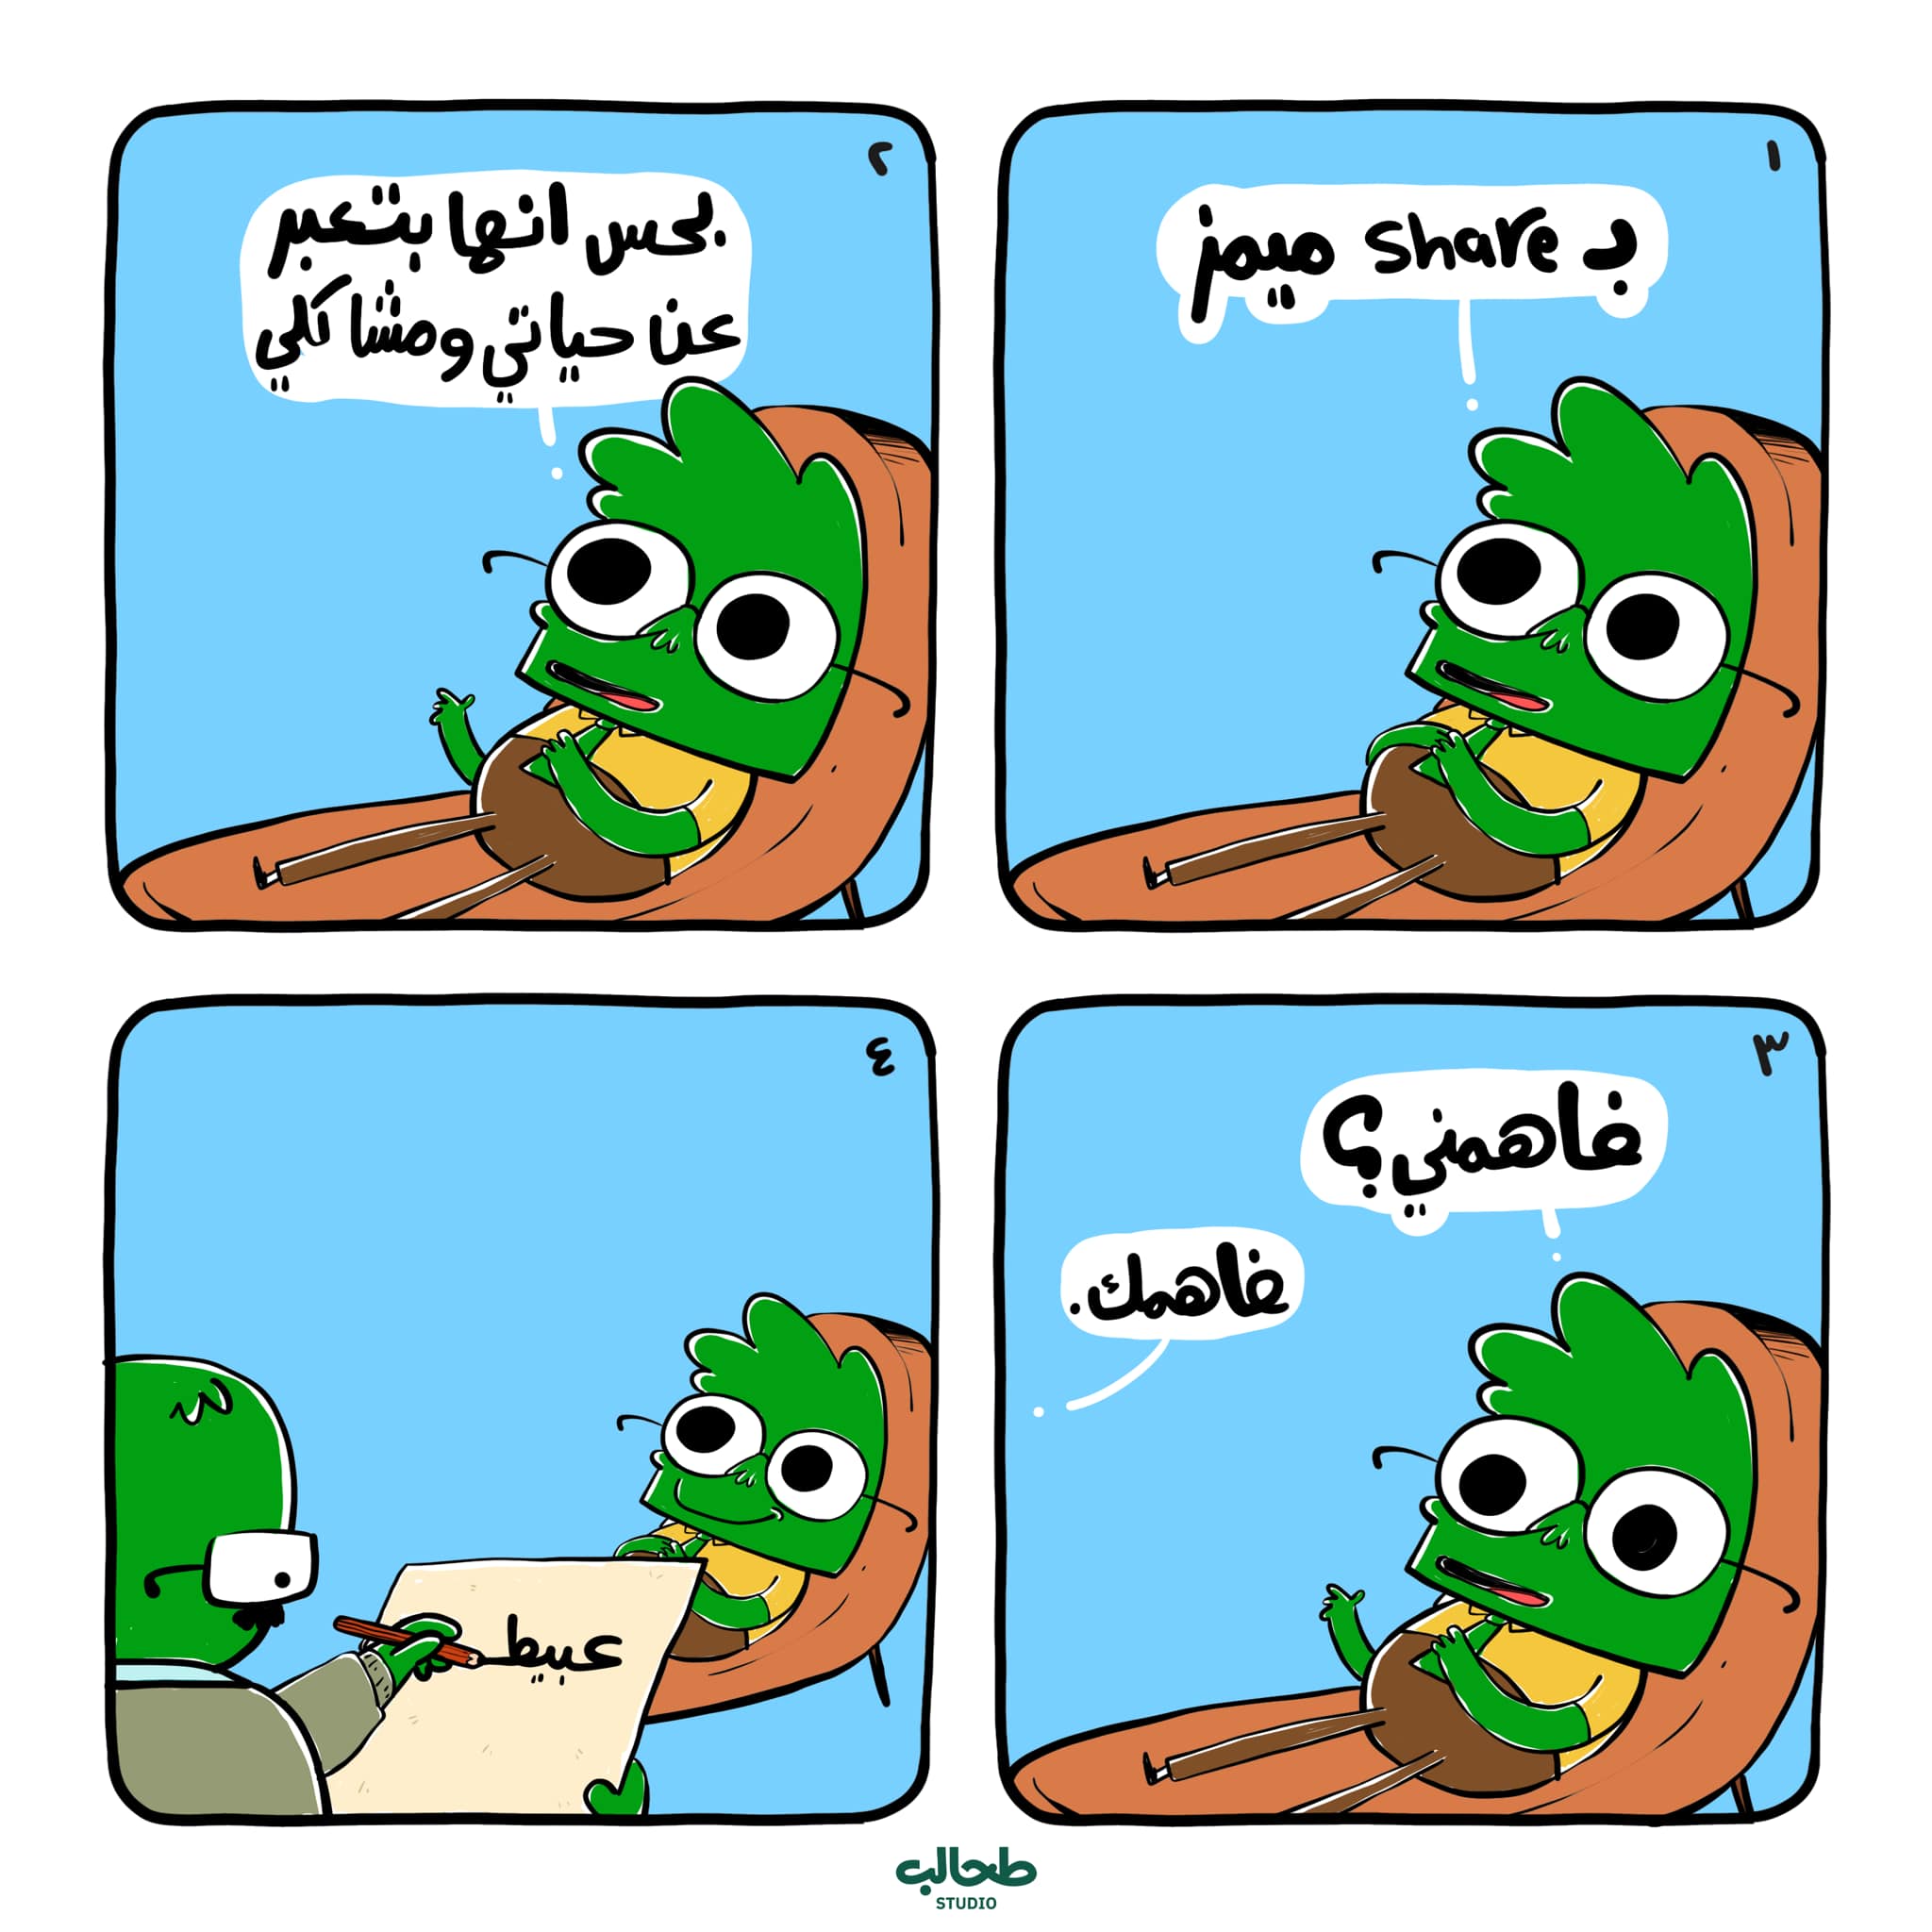 ١
بـ share ميمز
٢
بحس انها بتعبر
عن حياتي ومشاكلي
٣
فاهمني؟
فاهمك.
٤
عبيط
طحالب
STUDIO